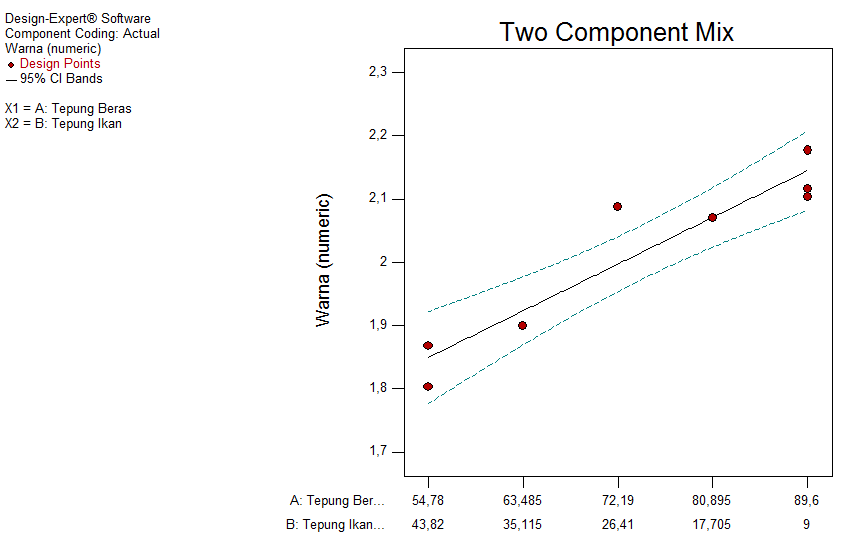 Design-Expert® Software
Component Coding: Actual
Warna (numeric)
Design Points
95% CI Bands
X1 = A: Tepung Beras
X2 = B: Tepung Ikan
Two Component Mix
Warna (numeric)
2,3
2,2
2,1
2
1,9
1,8
1,7
A: Tepung Ber... 54,78 63,485 72,19 80,895 89,6
B: Tepung Ikan... 43,82 35,115 26,41 17,705 9